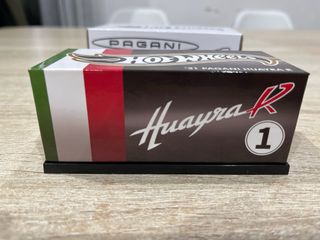 PAGANI
HOT WHEELS
'21 PAGANI HUAYRA R
Huayra R
1